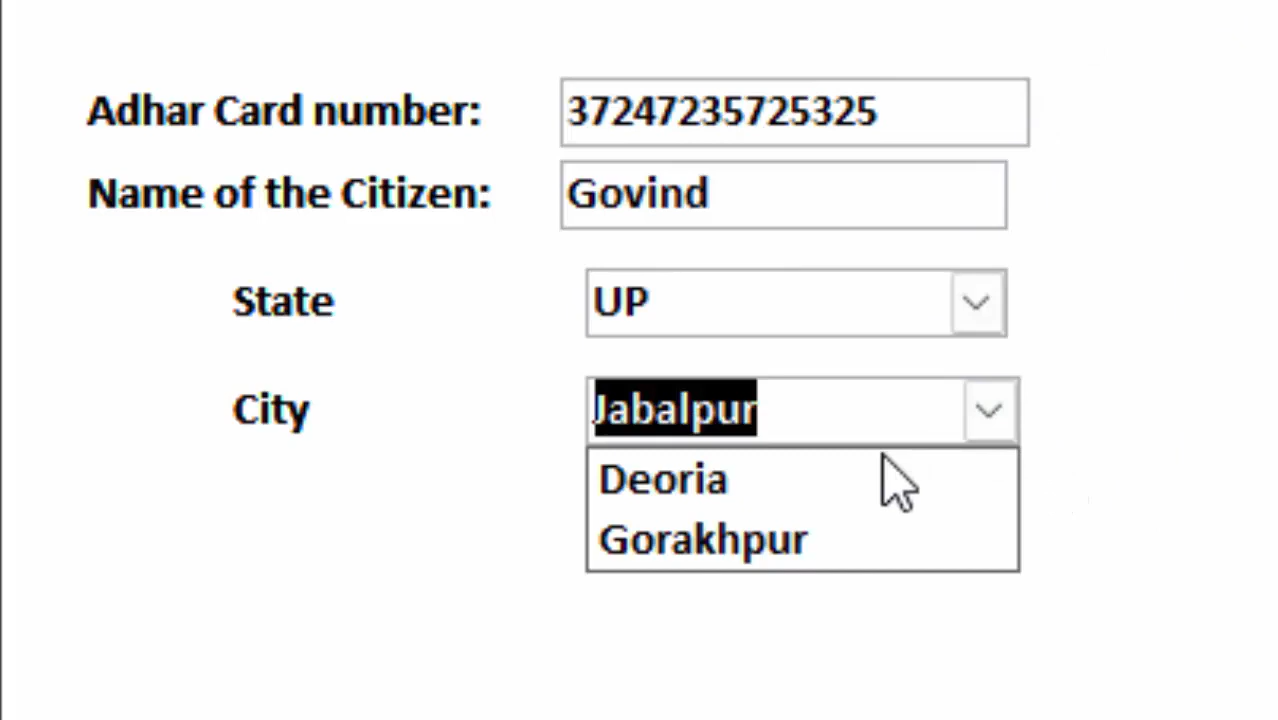 Adhar Card number: 37247235725325
Name of the Citizen: Govind
State UP
City Jabalpur
Deoria
Gorakhpur